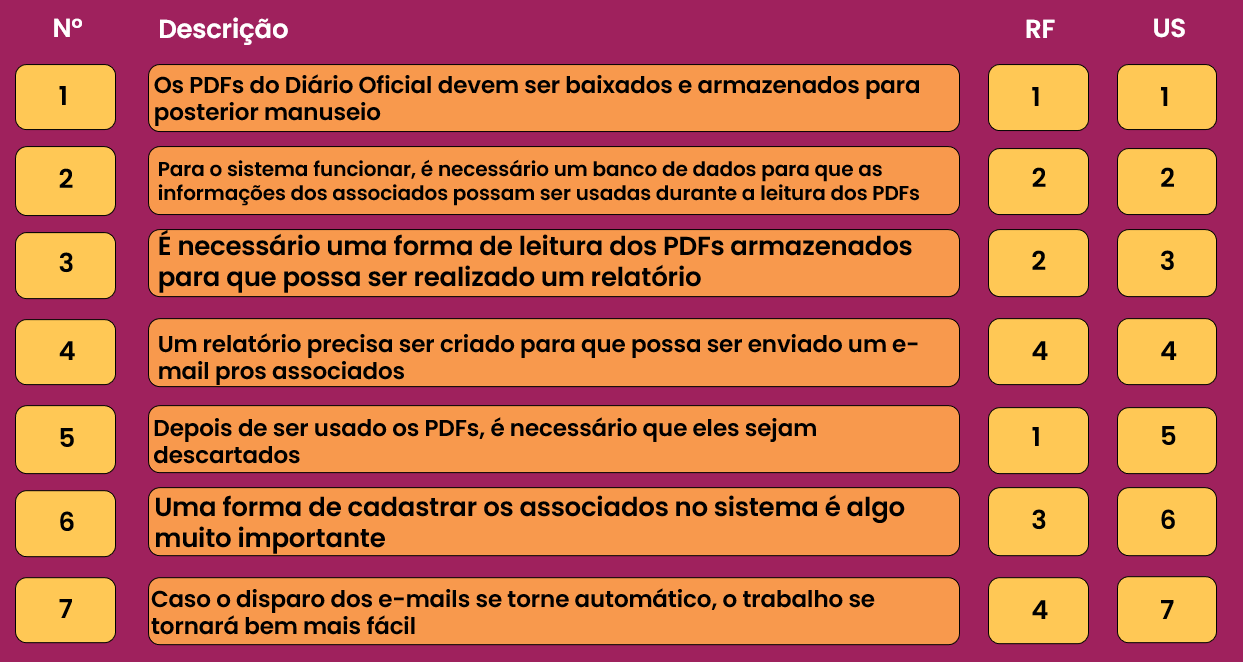 Nº Descrição RF US
1 Os PDFs do Diário Oficial devem ser baixados e armazenados para 1 1
posterior manuseio
2 Para o sistema funcionar, é necessário um banco de dados para que as 2 2
informações dos associados possam ser usadas durante a leitura dos PDFs
3 É necessário uma forma de leitura dos PDFs armazenados 2 3
para que possa ser realizado um relatório
4 Um relatório precisa ser criado para que possa ser enviado um e- 4 4
mail pros associados
5 Depois de ser usado os PDFs, é necessário que eles sejam 1 5
descartados
6 Uma forma de cadastrar os associados no sistema é algo 3 6
muito importante
7 Caso o disparo dos e-mails se torne automático, o trabalho se 4 7
tornará bem mais fácil